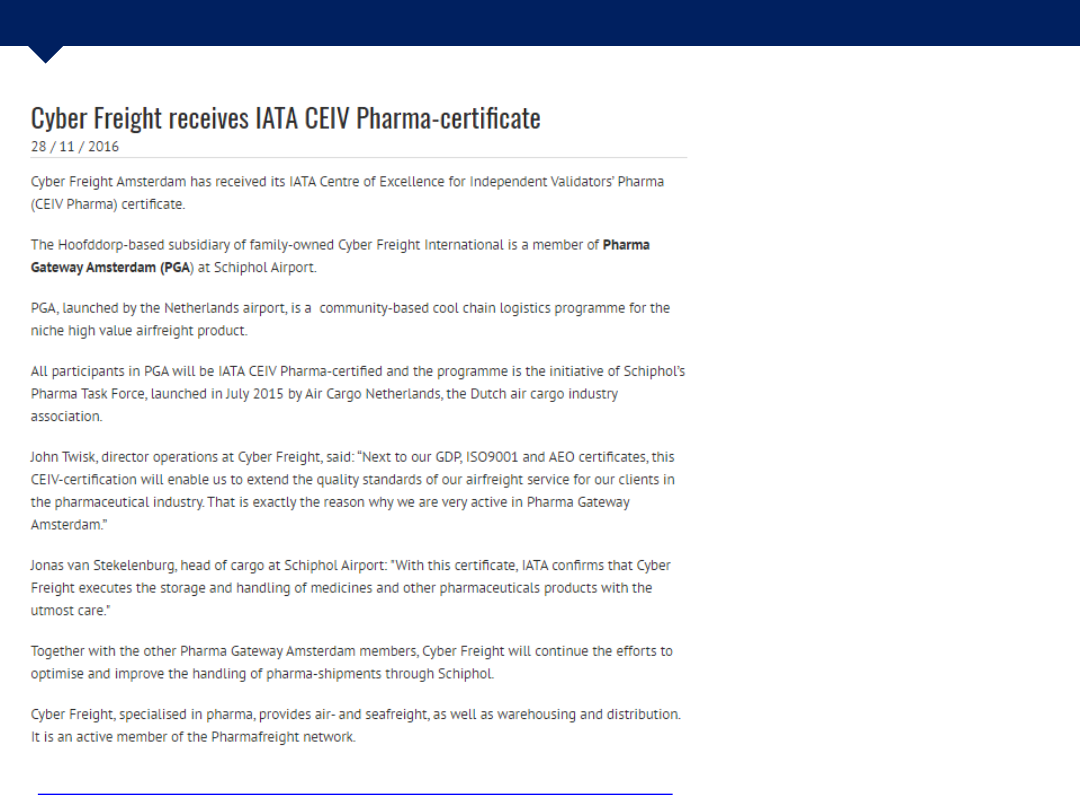 Cyber Freight receives IATA CEIV Pharma-certificate
28 / 11 / 2016
Cyber Freight Amsterdam has received its IATA Centre of Excellence for Independent Validators’ Pharma
(CEIV Pharma) certificate.
The Hoofddorp-based subsidiary of family-owned Cyber Freight International is a member of Pharma
Gateway Amsterdam (PGA) at Schiphol Airport.
PGA, launched by the Netherlands airport, is a  community-based cool chain logistics programme for the
niche high value airfreight product.
All participants in PGA will be IATA CEIV Pharma-certified and the programme is the initiative of Schiphol’s
Pharma Task Force, launched in July 2015 by Air Cargo Netherlands, the Dutch air cargo industry
association.
John Twisk, director operations at Cyber Freight, said: “Next to our GDP, ISO9001 and AEO certificates, this
CEIV-certification will enable us to extend the quality standards of our airfreight service for our clients in
the pharmaceutical industry. That is exactly the reason why we are very active in Pharma Gateway
Amsterdam.”
Jonas van Stekelenburg, head of cargo at Schiphol Airport: "With this certificate, IATA confirms that Cyber
Freight executes the storage and handling of medicines and other pharmaceuticals products with the
utmost care."
Together with the other Pharma Gateway Amsterdam members, Cyber Freight will continue the efforts to
optimise and improve the handling of pharma-shipments through Schiphol.
Cyber Freight, specialised in pharma, provides air- and seafreight, as well as warehousing and distribution.
It is an active member of the Pharmafreight network.